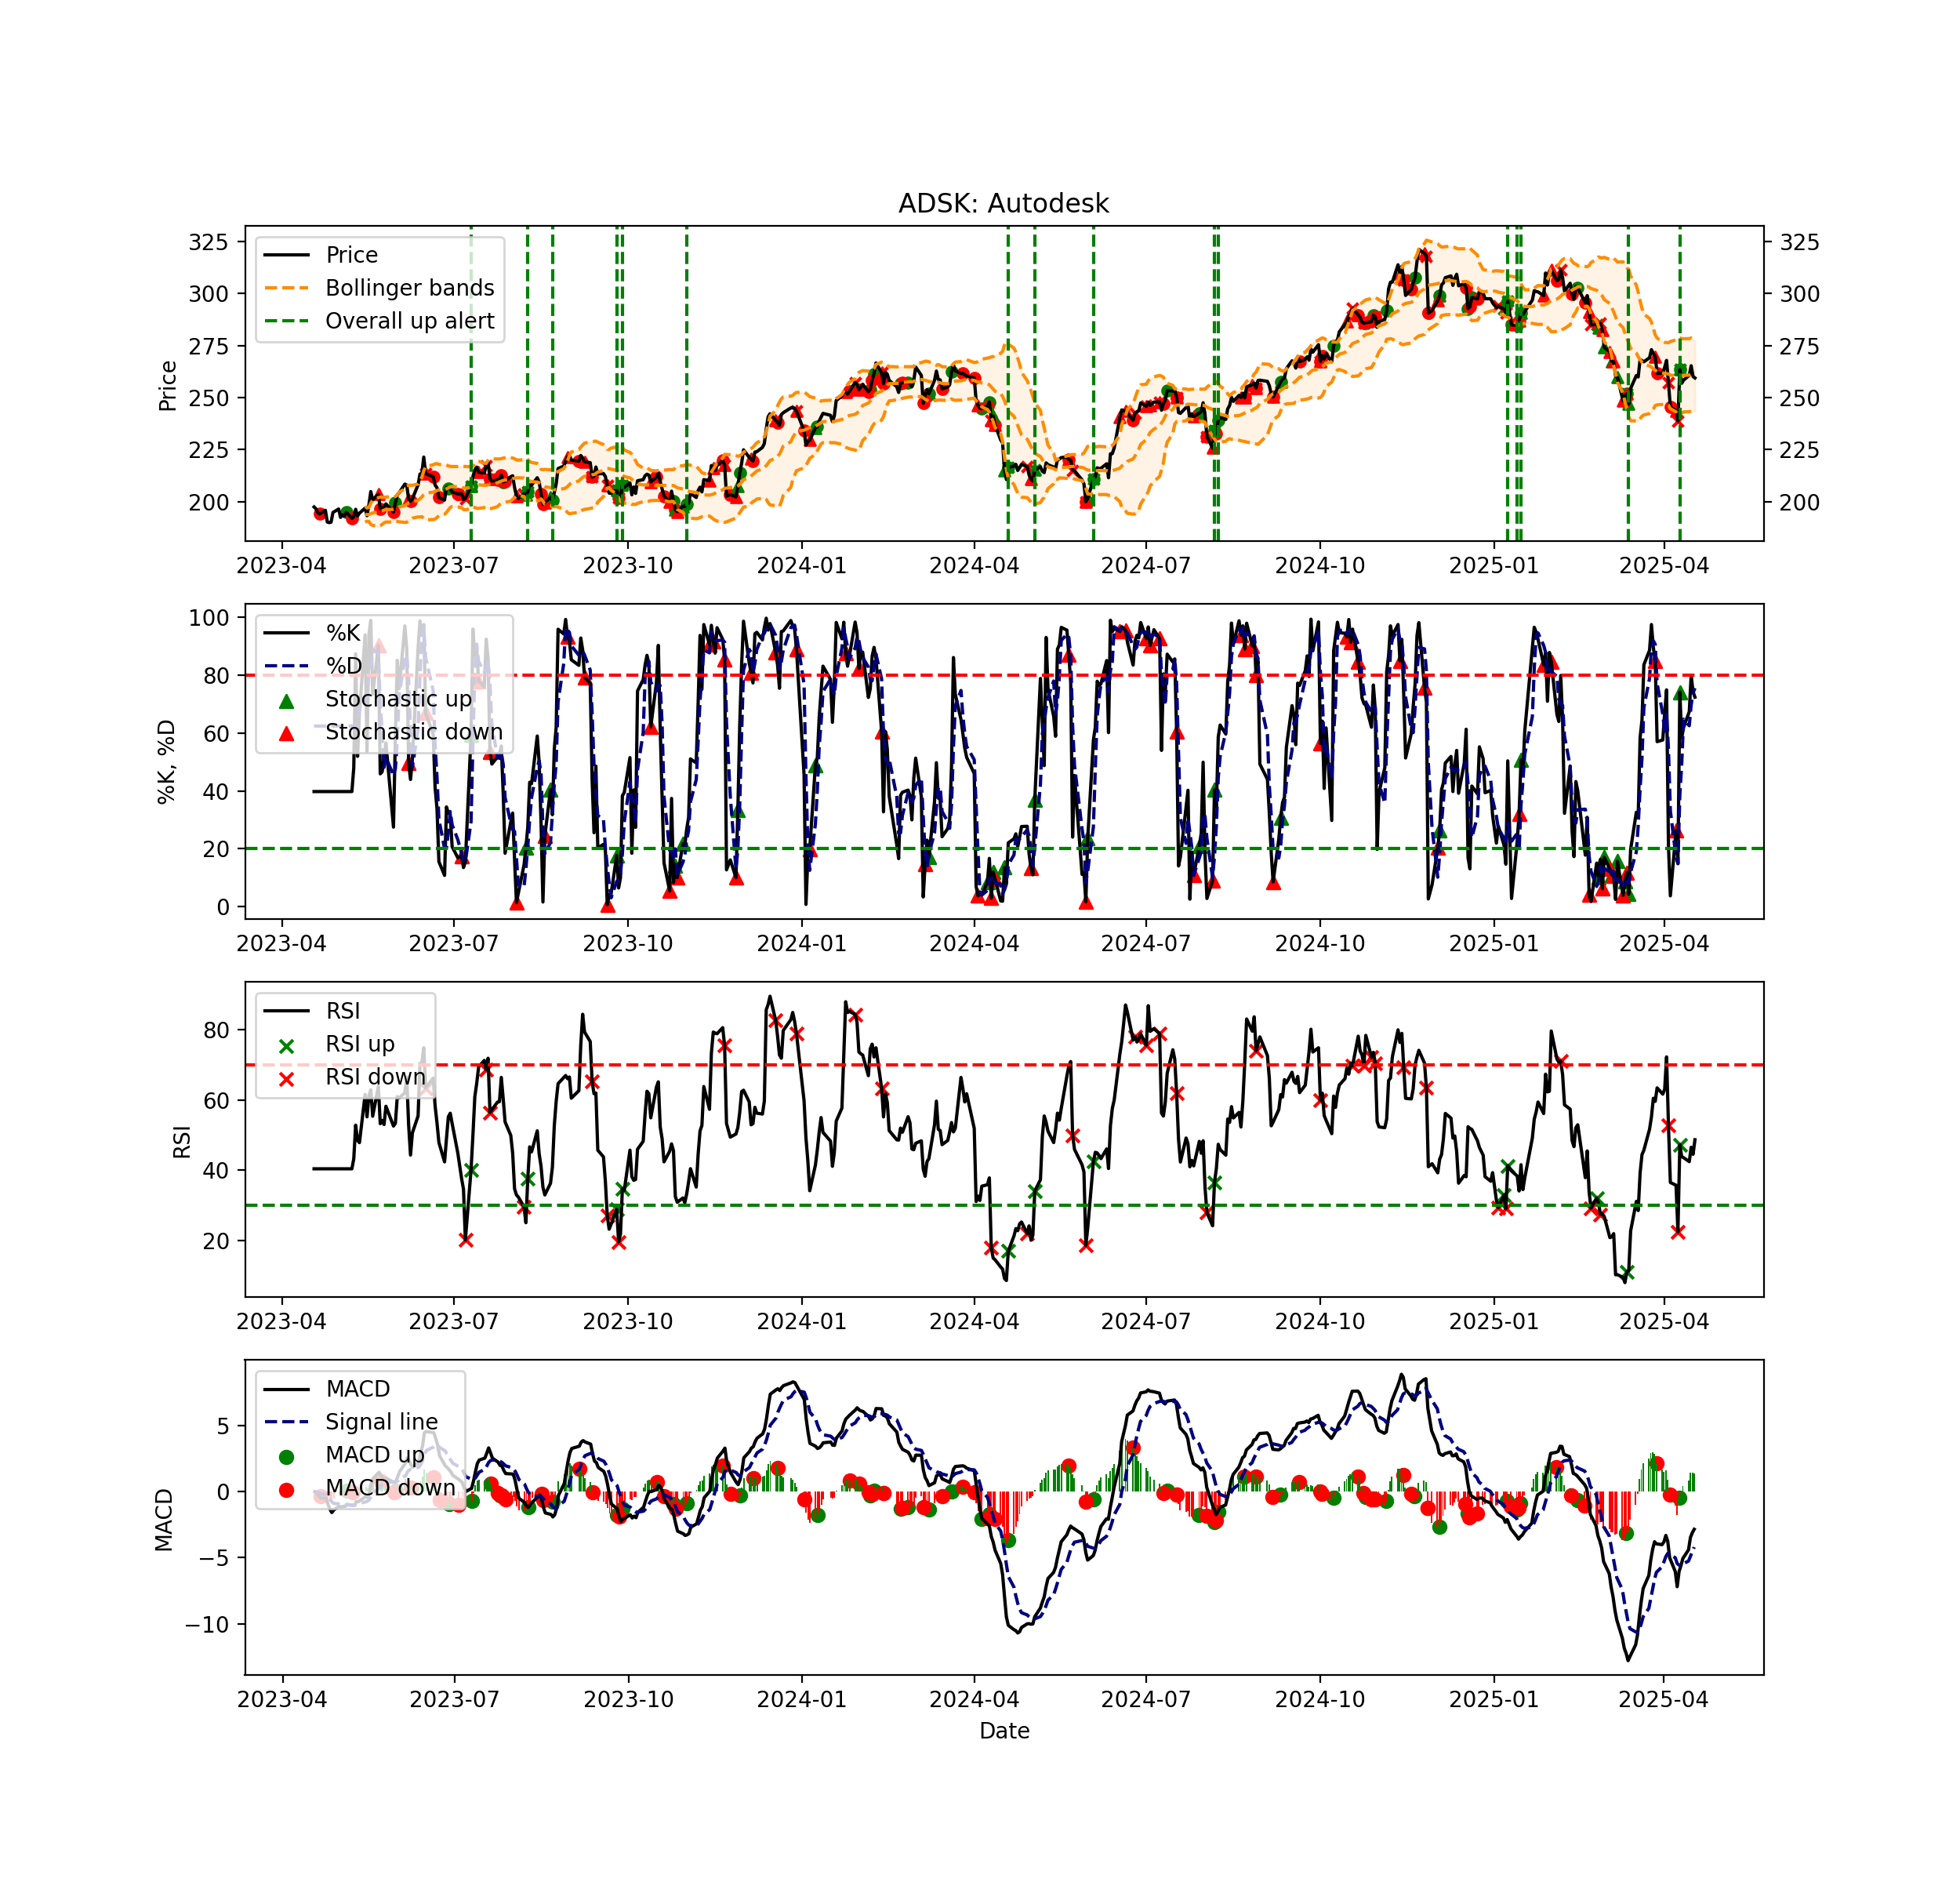 ADSK: Autodesk
325
300
275
250
225
200
Price
Price
Bollinger bands
Overall up alert
325
300
275
250
225
200
2023-04 2023-07 2023-10 2024-01 2024-04 2024-07 2024-10 2025-01 2025-04
100
80
60
40
20
0
%K, %D
%K
%D
Stochastic up
Stochastic down
2023-04 2023-07 2023-10 2024-01 2024-04 2024-07 2024-10 2025-01 2025-04
80
60
40
20
RSI
RSI
RSI up
RSI down
2023-04 2023-07 2023-10 2024-01 2024-04 2024-07 2024-10 2025-01 2025-04
5
0
−5
−10
MACD
MACD
Signal line
MACD up
MACD down
2023-04 2023-07 2023-10 2024-01 2024-04 2024-07 2024-10 2025-01 2025-04
Date